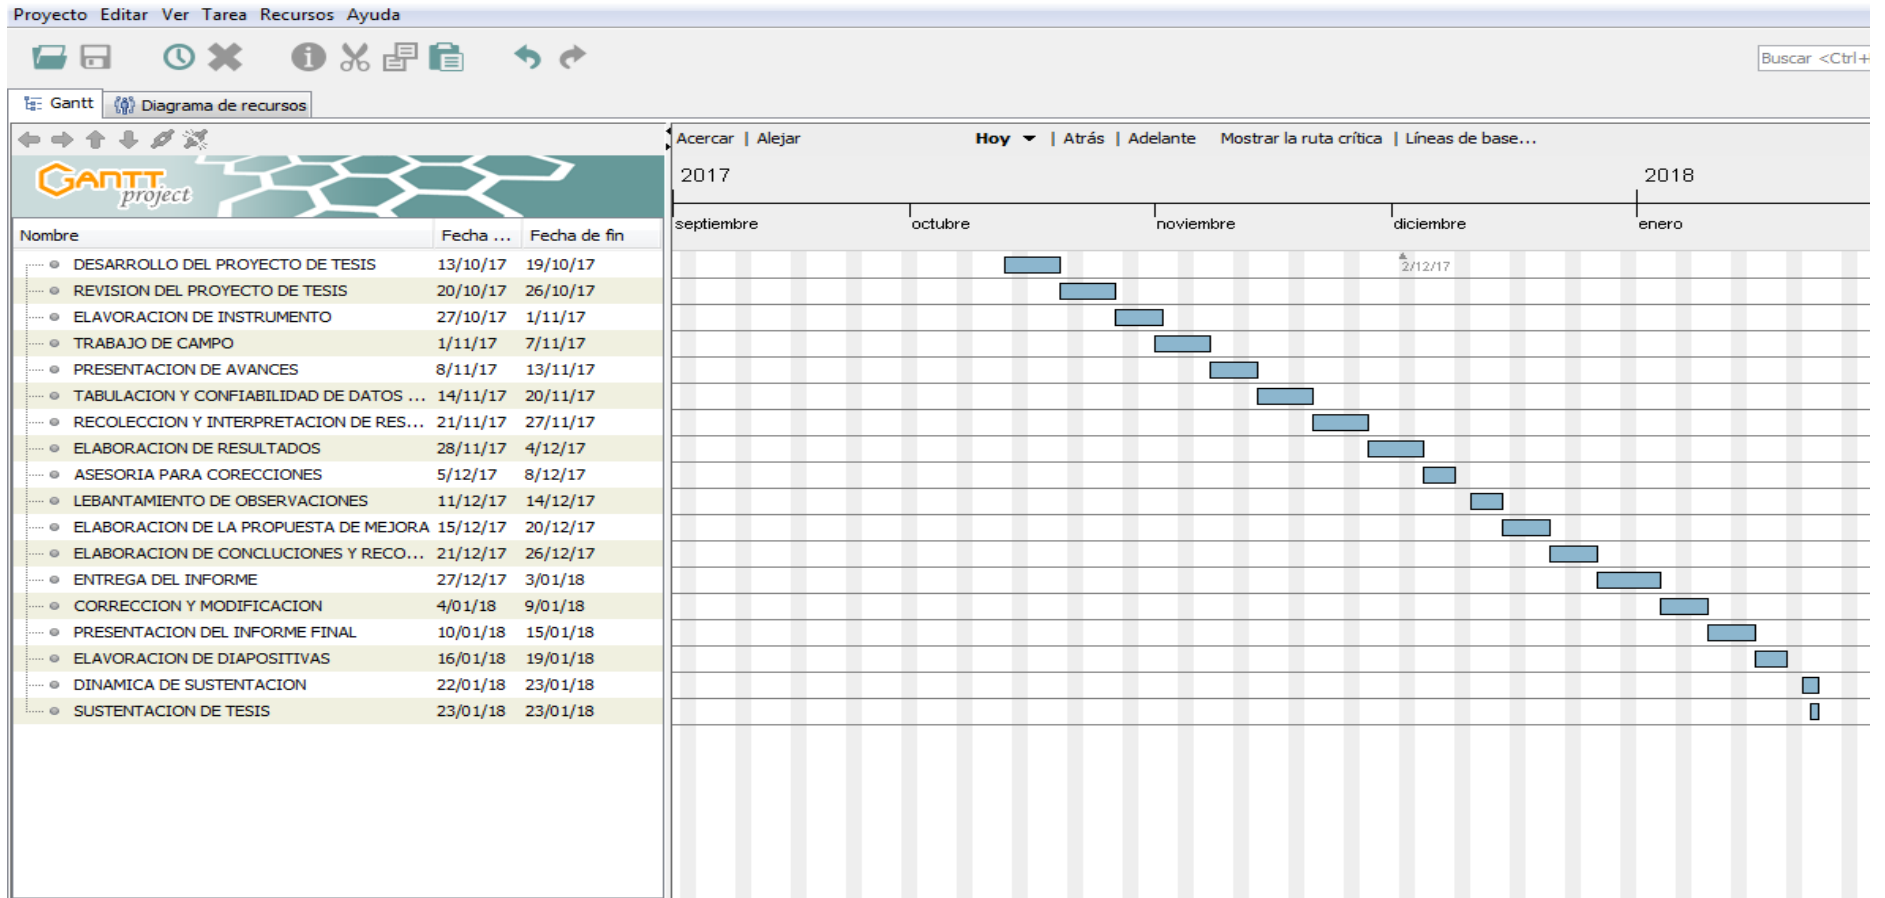 Proyecto Editar Ver Tarea Recursos Ayuda
Buscar <Ctrl+
Gantt Diagrama de recursos
Acercar | Alejar Hoy | Atrás | Adelante Mostrar la ruta crítica | Líneas de base...
GANTT project
2017 2018
septiembre octubre noviembre diciembre enero
Nombre Fecha ... Fecha de fin
DESARROLLO DEL PROYECTO DE TESIS 13/10/17 19/10/17
2/12/17
REVISION DEL PROYECTO DE TESIS 20/10/17 26/10/17
ELAVORACION DE INSTRUMENTO 27/10/17 1/11/17
TRABAJO DE CAMPO 1/11/17 7/11/17
PRESENTACION DE AVANCES 8/11/17 13/11/17
TABULACION Y CONFIABILIDAD DE DATOS ... 14/11/17 20/11/17
RECOLECCION Y INTERPRETACION DE RES... 21/11/17 27/11/17
ELABORACION DE RESULTADOS 28/11/17 4/12/17
ASESORIA PARA CORECCIONES 5/12/17 8/12/17
LEBANTAMIENTO DE OBSERVACIONES 11/12/17 14/12/17
ELABORACION DE LA PROPUESTA DE MEJORA 15/12/17 20/12/17
ELABORACION DE CONCLUCIONES Y RECO... 21/12/17 26/12/17
ENTREGA DEL INFORME 27/12/17 3/01/18
CORRECCION Y MODIFICACION 4/01/18 9/01/18
PRESENTACION DEL INFORME FINAL 10/01/18 15/01/18
ELAVORACION DE DIAPOSITIVAS 16/01/18 19/01/18
DINAMICA DE SUSTENTACION 22/01/18 23/01/18
SUSTENTACION DE TESIS 23/01/18 23/01/18